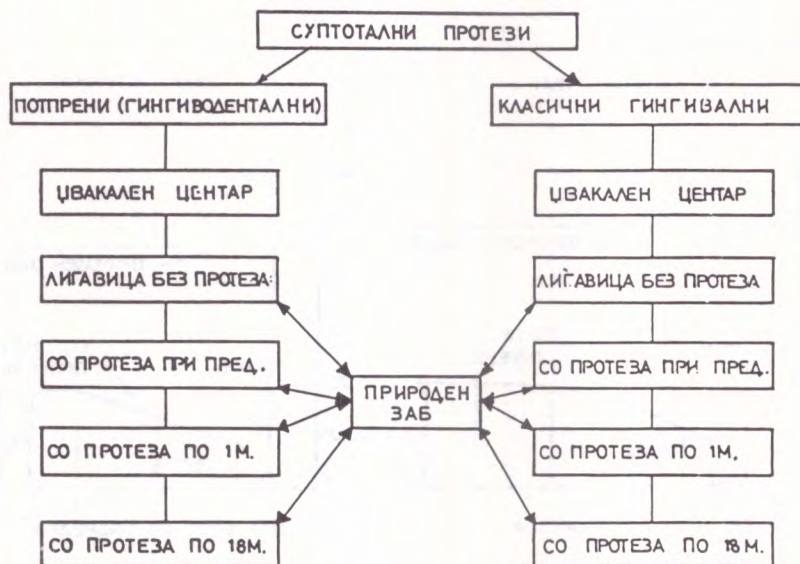 СУПТОТАЛНИ ПРОТЕЗИ
ПОТПРЕНИ (ГИНГИВОДЕНТАЛНИ)
КЛАСИЧНИ ГИНГИВАЛНИ
ЏВАКАЛЕН ЦЕНТАР
ЏВАКАЛЕН ЦЕНТАР
ЛИГАВИЦА БЕЗ ПРОТЕЗА
ЛИГАВИЦА БЕЗ ПРОТЕЗА
СО ПРОТЕЗА ПРИ ПРЕД.
СО ПРОТЕЗА ПРИ ПРЕД.
ПРИРОДЕН
ЗАБ
СО ПРОТЕЗА ПО 1М.
СО ПРОТЕЗА ПО 1М.
СО ПРОТЕЗА ПО 18М.
СО ПРОТЕЗА ПО 18М.